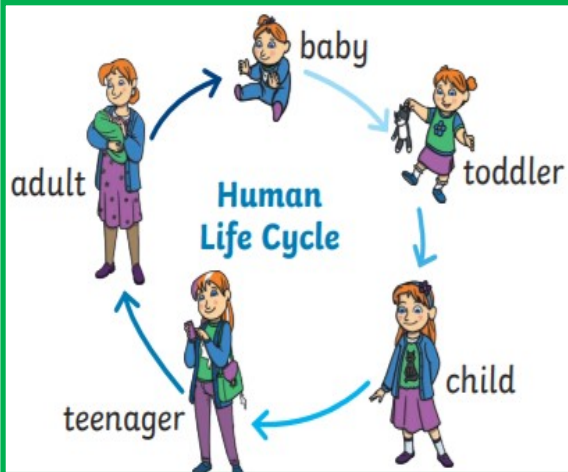 baby
toddler
adult
Human
Life Cycle
child
teenager